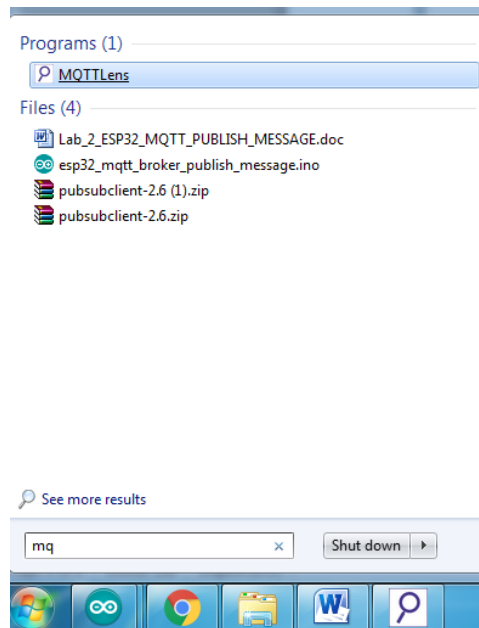 Programs (1)
MQTTLens
Files (4)
Lab_2_ESP32_MQTT_PUBLISH_MESSAGE.doc
esp32_mqtt_broker_publish_message.ino
pubsubclient-2.6 (1).zip
pubsubclient-2.6.zip
See more results
mq
Shut down